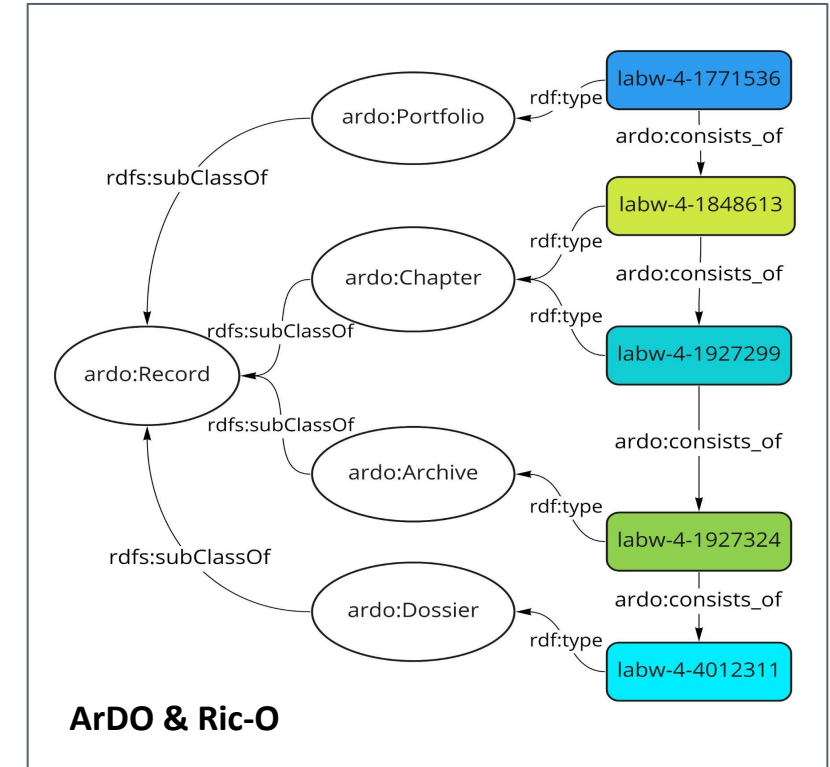 labw-4-1771536
rdf:type
ardo:Portfolio
ardo:consists_of
rdfs:subClassOf
labw-4-1848613
rdf:type
ardo:Chapter
ardo:consists_of
rdf:type
rdfs:subClassOf
labw-4-1927299
ardo:Record
rdfs:subClassOf
ardo:consists_of
ardo:Archive
rdf:type
labw-4-1927324
rdfs:subClassOf
ardo:consists_of
ardo:Dossier
rdf:type
labw-4-4012311
ArDO & Ric-O